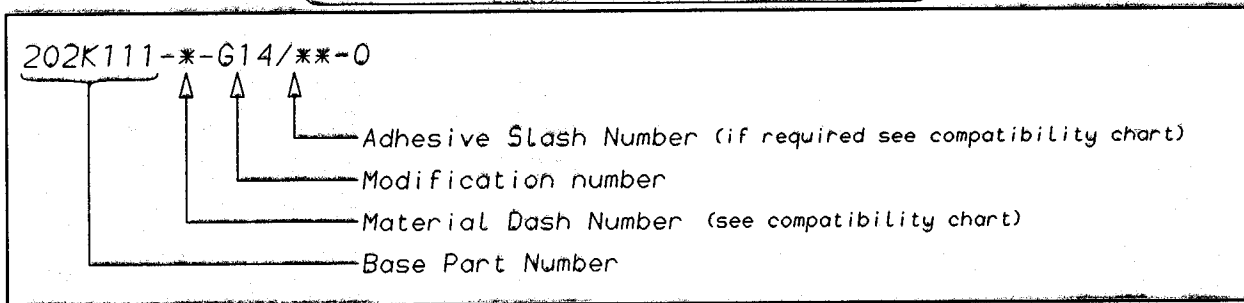 202K111-*-G14/**-0
Adhesive Slash Number (if required see compatibility chart)
Modification number
Material Dash Number (see compatibility chart)
Base Part Number